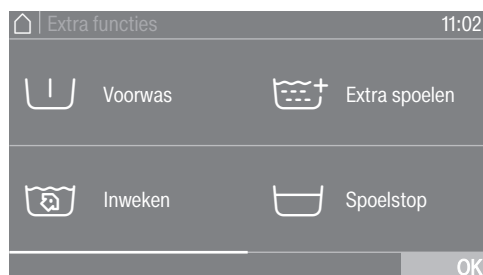 Extra functies 11:02
Voorwas Extra spoelen
Inweken Spoelstop
OK